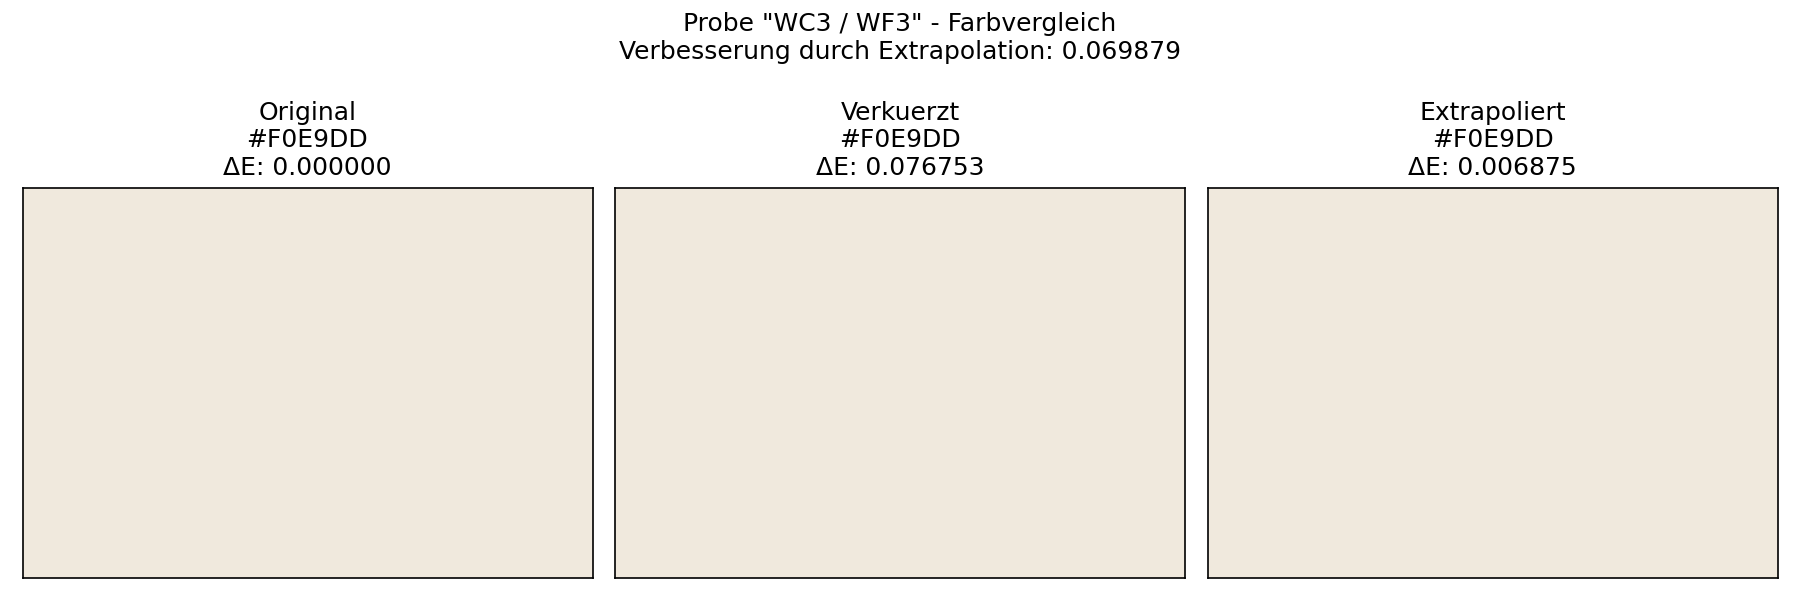 Probe "WC3 / WF3" - Farbvergleich
Verbesserung durch Extrapolation: 0.069879
Original
#F0E9DD
ΔE: 0.000000
Verkuerzt
#F0E9DD
ΔE: 0.076753
Extrapoliert
#F0E9DD
ΔE: 0.006875